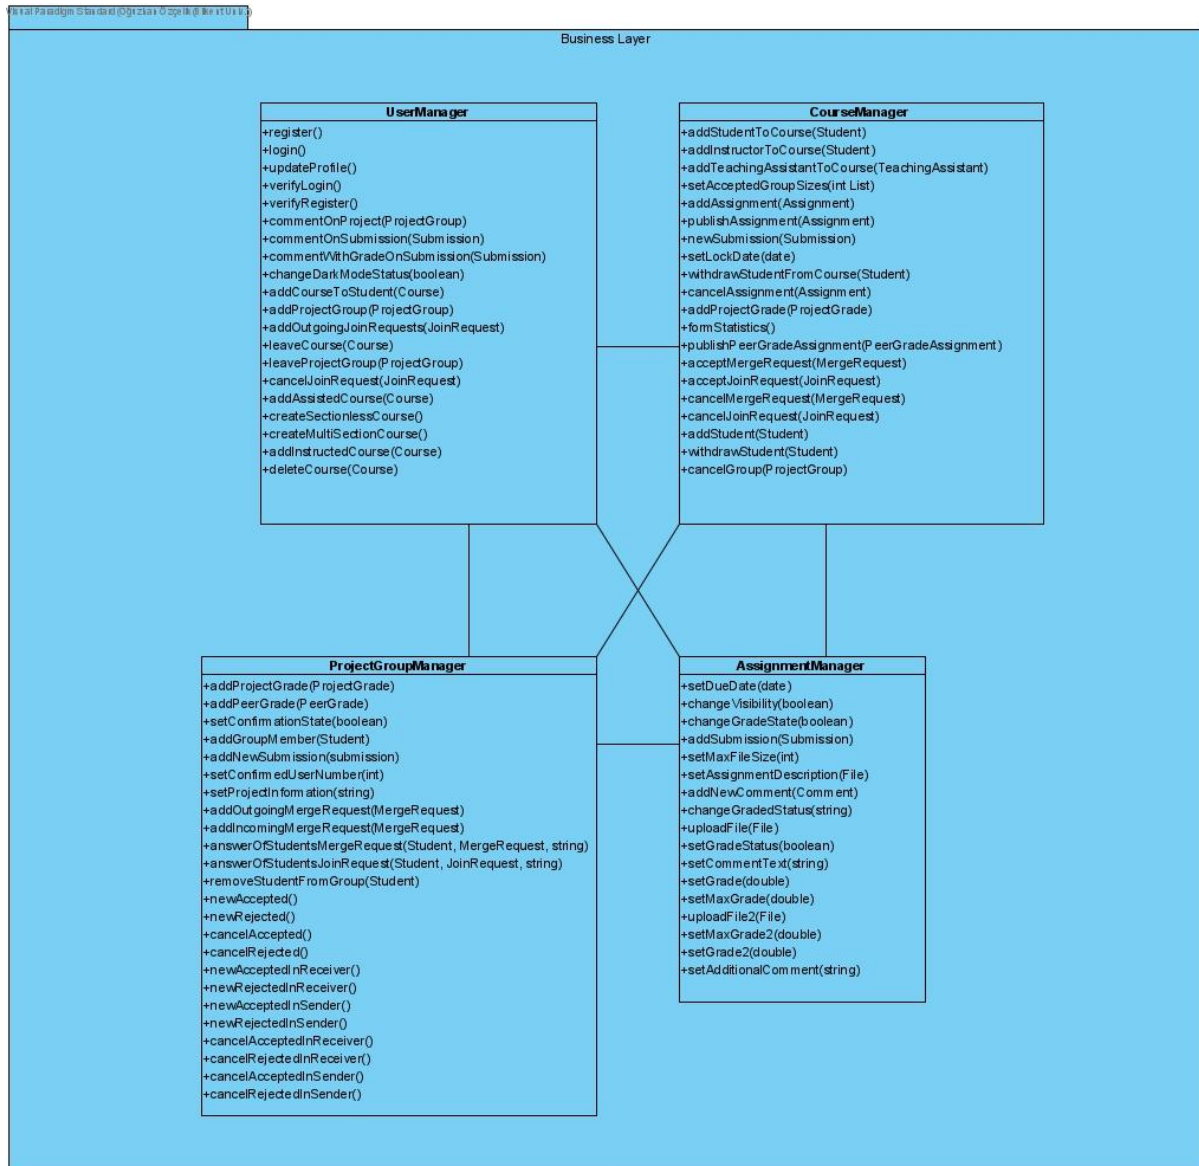 Visual Paradigm Standard(Oğuzhan Özçelik(Bilkent Univ.))
Business Layer
UserManager
+register()
+login()
+updateProfile()
+verifyLogin()
+verifyRegister()
+commentOnProject(ProjectGroup)
+commentOnSubmission(Submission)
+commentWithGradeOnSubmission(Submission)
+changeDarkModeStatus(boolean)
+addCourseToStudent(Course)
+addProjectGroup(ProjectGroup)
+addOutgoingJoinRequests(JoinRequest)
+leaveCourse(Course)
+leaveProjectGroup(ProjectGroup)
+cancelJoinRequest(JoinRequest)
+addAssistedCourse(Course)
+createSectionlessCourse()
+createMultiSectionCourse()
+addInstructedCourse(Course)
+deleteCourse(Course)
CourseManager
+addStudentToCourse(Student)
+addInstructorToCourse(Student)
+addTeachingAssistantToCourse(TeachingAssistant)
+setAcceptedGroupSizes(int List)
+addAssignment(Assignment)
+publishAssignment(Assignment)
+newSubmission(Submission)
+setLockDate(date)
+withdrawStudentFromCourse(Student)
+cancelAssignment(Assignment)
+addProjectGrade(ProjectGrade)
+formStatistics()
+publishPeerGradeAssignment(PeerGradeAssignment)
+acceptMergeRequest(MergeRequest)
+acceptJoinRequest(JoinRequest)
+cancelMergeRequest(MergeRequest)
+cancelJoinRequest(JoinRequest)
+addStudent(Student)
+withdrawStudent(Student)
+cancelGroup(ProjectGroup)
ProjectGroupManager
+addProjectGrade(ProjectGrade)
+addPeerGrade(PeerGrade)
+setConfirmationState(boolean)
+addGroupMember(Student)
+addNewSubmission(submission)
+setConfirmedUserNumber(int)
+setProjectInformation(string)
+addOutgoingMergeRequest(MergeRequest)
+addIncomingMergeRequest(MergeRequest)
+answerOfStudentsMergeRequest(Student, MergeRequest, string)
+answerOfStudentsJoinRequest(Student, JoinRequest, string)
+removeStudentFromGroup(Student)
+newAccepted()
+newRejected()
+cancelAccepted()
+cancelRejected()
+newAcceptedInReceiver()
+newRejectedInReceiver()
+newAcceptedInSender()
+newRejectedInSender()
+cancelAcceptedInReceiver()
+cancelRejectedInReceiver()
+cancelAcceptedInSender()
+cancelRejectedInSender()
AssignmentManager
+setDueDate(date)
+changeVisibility(boolean)
+changeGradeState(boolean)
+addSubmission(Submission)
+setMaxFileSize(int)
+setAssignmentDescription(File)
+addNewComment(Comment)
+changeGradedStatus(string)
+uploadFile(File)
+setGradeStatus(boolean)
+setCommentText(string)
+setGrade(double)
+setMaxGrade(double)
+uploadFile2(File)
+setMaxGrade2(double)
+setGrade2(double)
+setAdditionalComment(string)